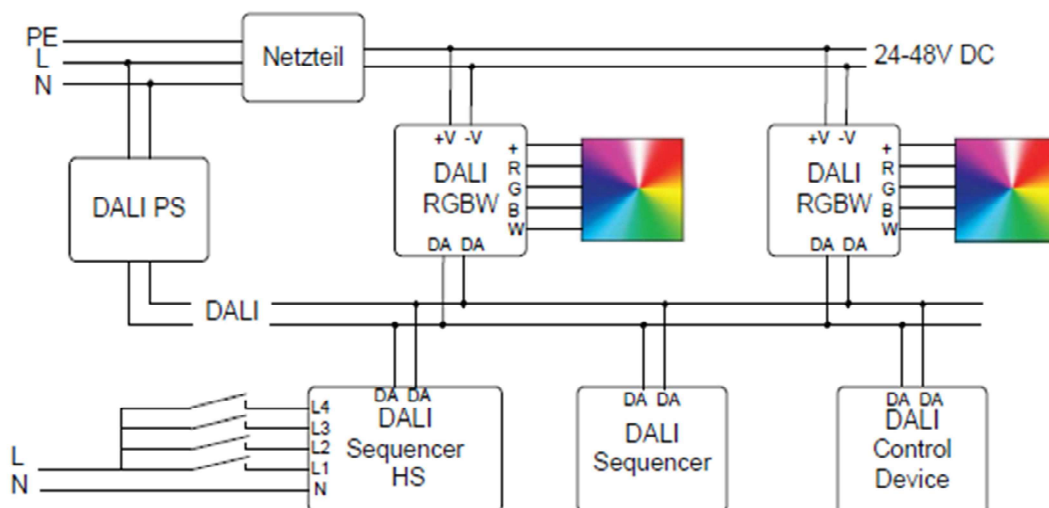 PE
L
N
Netzteil
24-48V DC
+V -V
DALI
RGBW
+
R
G
B
W
DA DA
+V -V
DALI
RGBW
+
R
G
B
W
DA DA
DALI PS
DALI
L
N
L4
L3
L2
L1
N
DA DA
DALI
Sequencer
HS
DA DA
DALI
Sequencer
DA DA
DALI
Control
Device